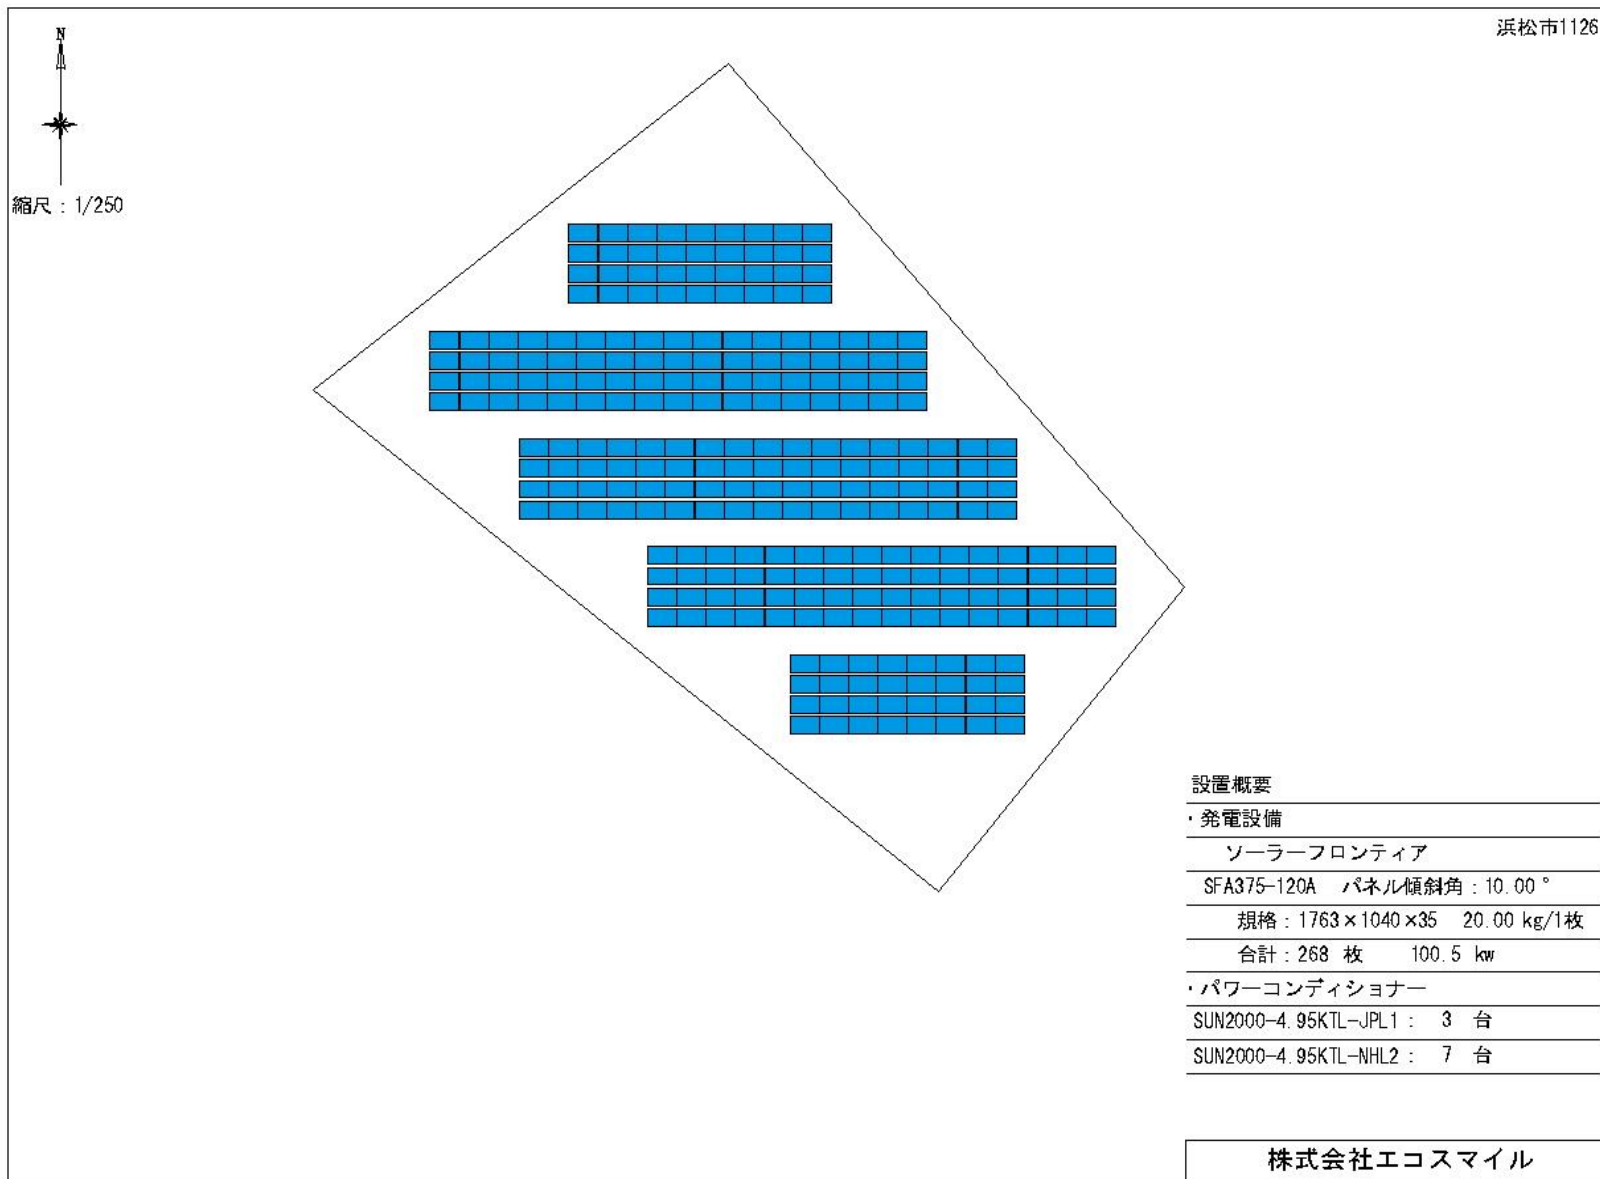 浜松市1126
N
縮尺：1/250
設置概要
・発電設備
ソーラーフロンティア
SFA375-120A パネル傾斜角：10.00°
規格：1763×1040×35 20.00 kg/1枚
合計：268 枚 100.5 kw
・パワーコンディショナー
SUN2000-4.95KTL-JPL1： 3 台
SUN2000-4.95KTL-NHL2： 7 台
株式会社エコスマイル